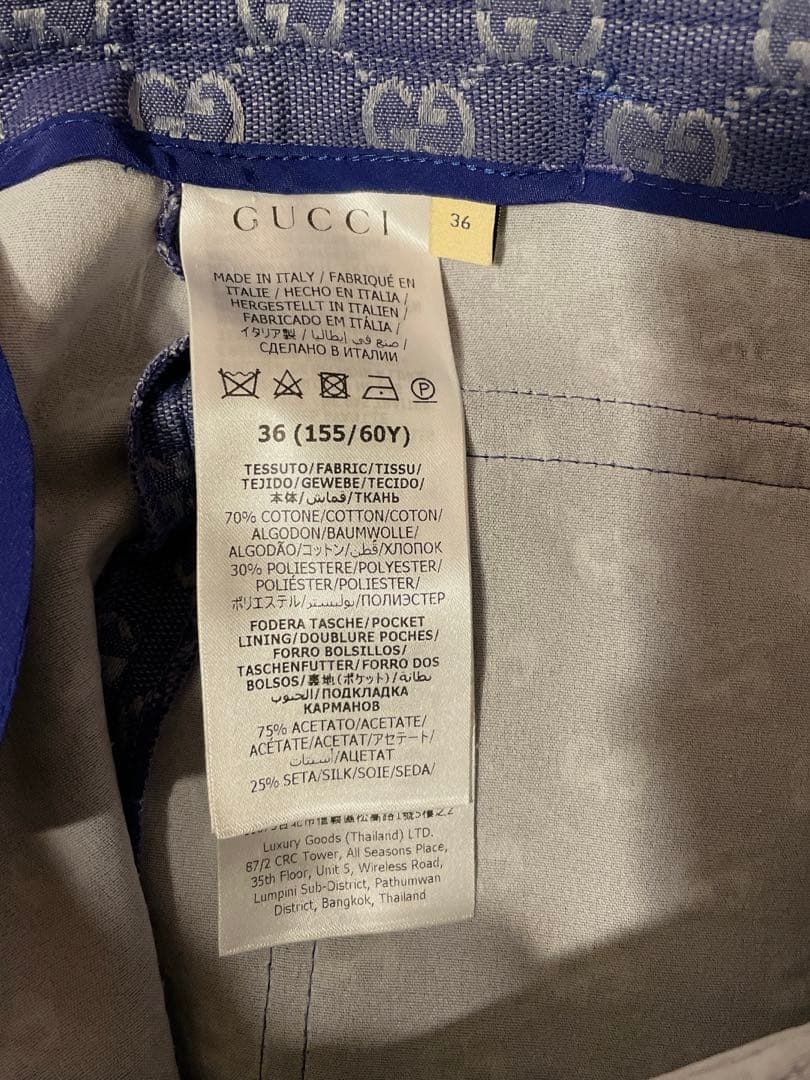 GUCCI
36
MADE IN ITALY / FABRIQUÉ EN
ITALIE / HECHO EN ITALIA /
HERGESTELLT IN ITALIEN /
FABRICADO EM ITÁLIA /
イタリア製 / صنع في إيطاليا /
СДЕЛАНО В ИТАЛИИ
P
36 (155/60Y)
TESSUTO/FABRIC/TISSU/
TEJIDO/GEWEBE/TECIDO/
本体/قماش/ТКАНЬ
70% COTONE/COTTON/COTON/
ALGODON/BAUMWOLLE/
ALGODÃO/コットン/قطن/ХЛОПОК
30% POLIESTERE/POLYESTER/
POLIÉSTER/POLIESTER/
ポリエステル/بوليستر/ПОЛИЭСТЕР
FODERA TASCHE/POCKET
LINING/DOUBLURE POCHES/
FORRO BOLSILLOS/
TASCHENFUTTER/FORRO DOS
BOLSOS/裏地(ポケット)/بطانة
الجيوب/ПОДКЛАДКА
КАРМАНОВ
75% ACETATO/ACETATE/
ACÉTATE/ACETAT/アセテート/
أسيتات/АЦЕТАТ
25% SETA/SILK/SOIE/SEDA/
Luxury Goods (Thailand) LTD.
87/2 CRC Tower, All Seasons Place,
35th Floor, Unit 5, Wireless Road,
Lumpini Sub-District, Pathumwan
District, Bangkok, Thailand